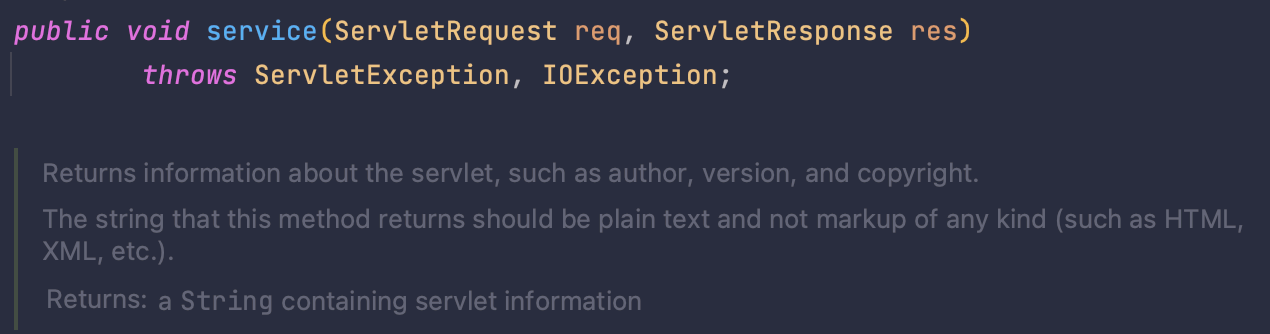 public void service(ServletRequest req, ServletResponse res)
throws ServletException, IOException;
Returns information about the servlet, such as author, version, and copyright.
The string that this method returns should be plain text and not markup of any kind (such as HTML,
XML, etc.).
Returns: a String containing servlet information